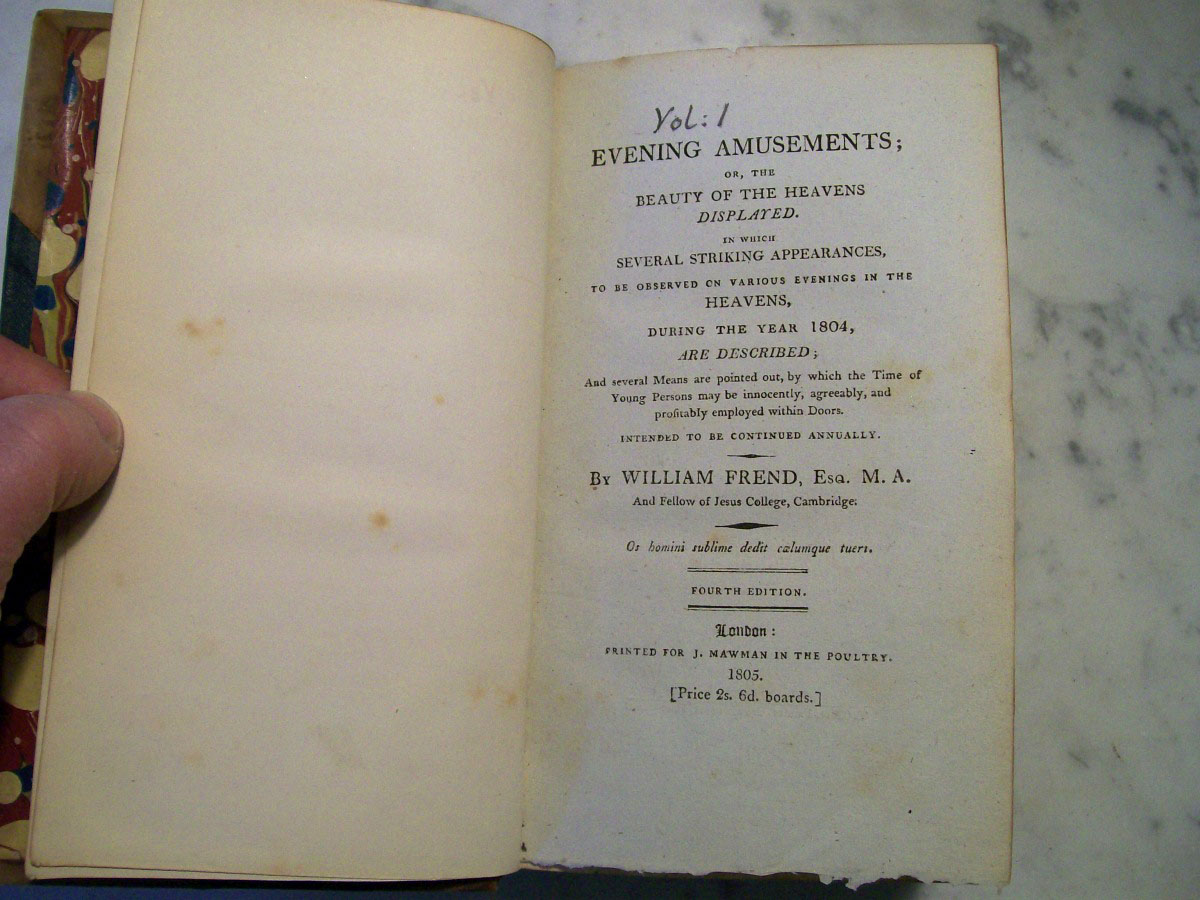 Vol: 1
EVENING AMUSEMENTS;
OR, THE
BEAUTY OF THE HEAVENS
DISPLAYED.
IN WHICH
SEVERAL STRIKING APPEARANCES,
TO BE OBSERVED ON VARIOUS EVENINGS IN THE
HEAVENS,
DURING THE YEAR 1804,
ARE DESCRIBED;
And several Means are pointed out, by which the Time of
Young Persons may be innocently, agreeably, and
profitably employed within Doors.
INTENDED TO BE CONTINUED ANNUALLY.
BY WILLIAM FREND, ESQ. M. A.
And Fellow of Jesus College, Cambridge.
Os homini sublime dedit cœlumque tueri.
FOURTH EDITION.
London:
PRINTED FOR J. MAWMAN IN THE POULTRY.
1805.
[Price 2s. 6d. boards.]